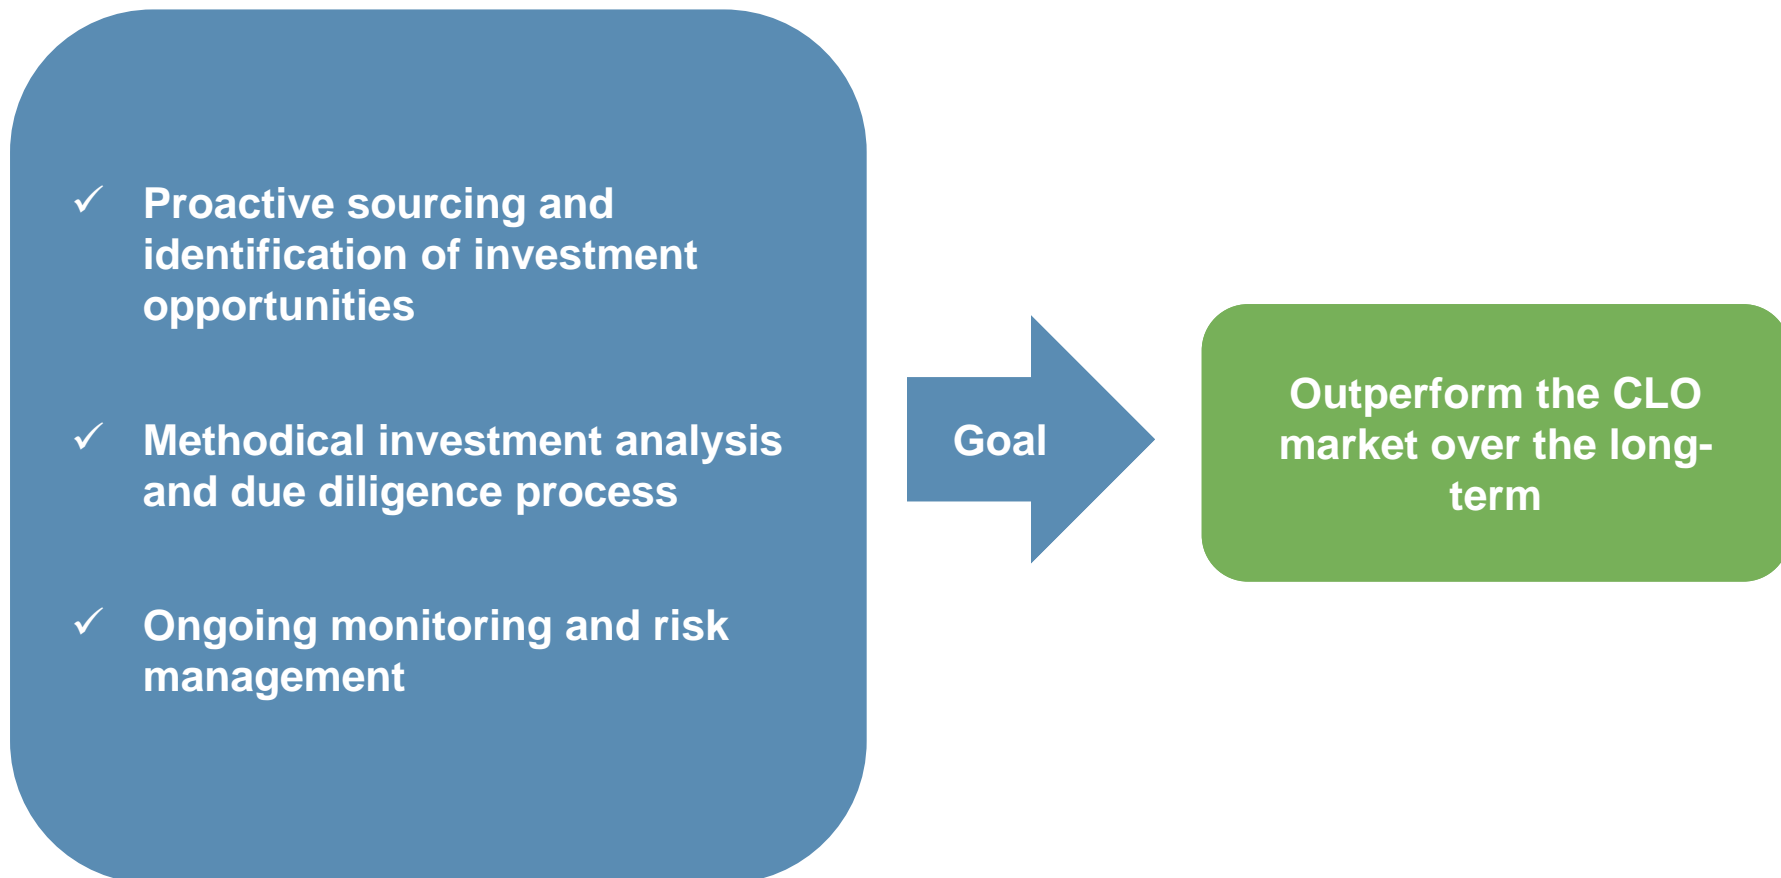 ✓ Proactive sourcing and
identification of investment
opportunities
✓ Methodical investment analysis
and due diligence process
✓ Ongoing monitoring and risk
management
Goal
Outperform the CLO
market over the long-
term